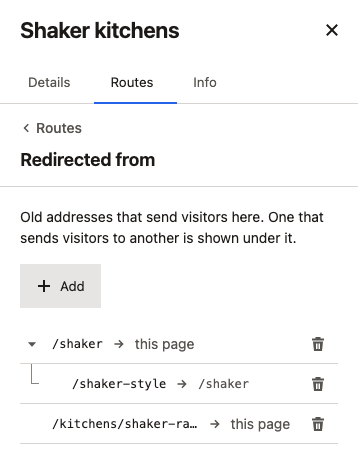 Shaker kitchens
Details Routes Info
Routes
Redirected from
Old addresses that send visitors here. One that
sends visitors to another is shown under it.
+ Add
/shaker → this page
/shaker-style → /shaker
/kitchens/shaker-ra… → this page